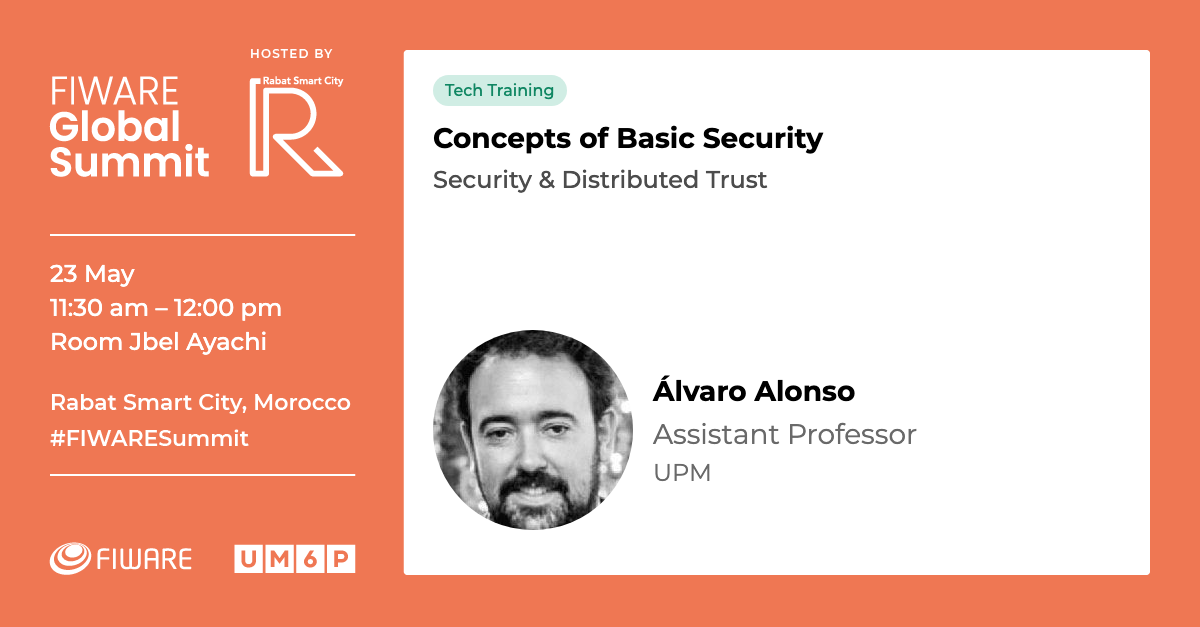 HOSTED BY
FIWARE
Global
Summit
Rabat Smart City
R
23 May
11:30 am – 12:00 pm
Room Jbel Ayachi
Rabat Smart City, Morocco
#FIWARESummit
FIWARE
UM6P
Tech Training
Concepts of Basic Security
Security & Distributed Trust
Álvaro Alonso
Assistant Professor
UPM